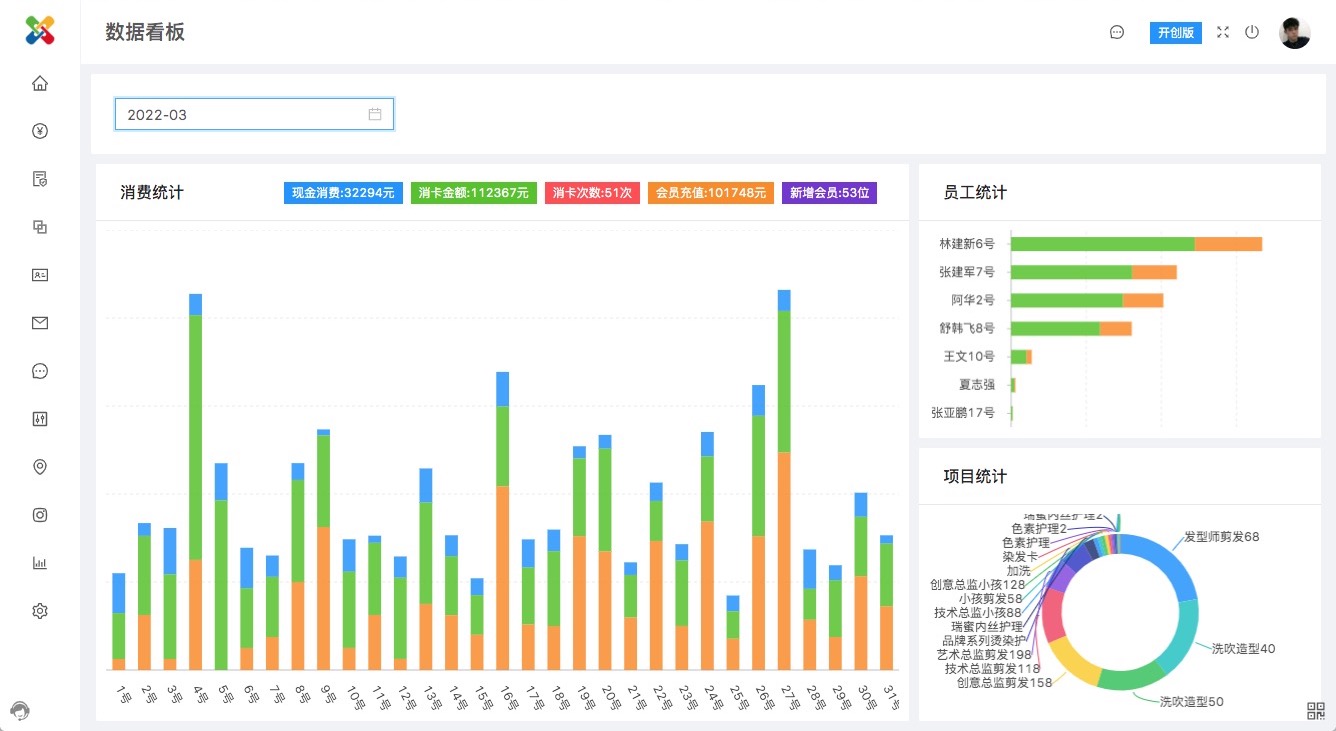 数据看板
开创版
2022-03
消费统计
现金消费:32294元
消卡金额:112367元
消卡次数:51次
会员充值:101748元
新增会员:53位
1号
2号
3号
4号
5号
6号
7号
8号
9号
10号
11号
12号
13号
14号
15号
16号
17号
18号
19号
20号
21号
22号
23号
24号
25号
26号
27号
28号
29号
30号
31号
员工统计
林建新6号
张建军7号
阿华2号
舒韩飞8号
王文10号
夏志强
张亚鹏17号
项目统计
瑞蜜内丝护理2
色素护理2
色素护理
染发卡
加洗
创意总监小孩128
小孩剪发58
技术总监小孩88
瑞蜜内丝护理
品牌系列烫染护
艺术总监剪发198
技术总监剪发118
创意总监剪发158
发型师剪发68
洗吹造型40
洗吹造型50